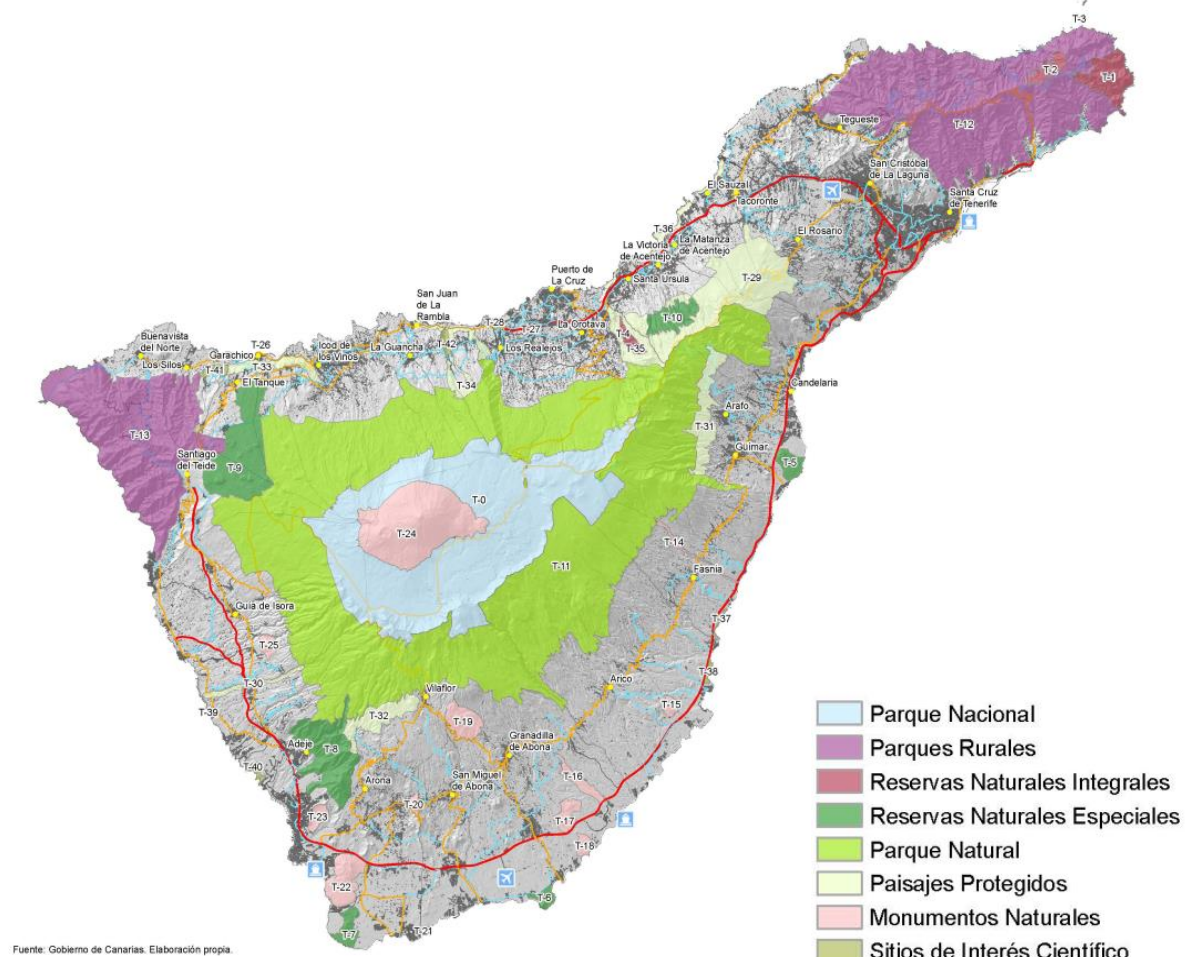 T-3
T-2
T-1
T-12
Tegueste
San Cristóbal
de La Laguna
Santa Cruz
de Tenerife
El Sauzal
Tacoronte
T-36
La Matanza
de Acentejo
El Rosario
La Victoria
de Acentejo
Santa Ursula
T-29
Puerto de
La Cruz
T-10
San Juan
de La
Rambla
T-28
T-27
La Orotava
T-4
T-35
Buenavista
del Norte
T-26
Garachico
Icod de
los Vinos
La Guancha
T-42
Los Realejos
Los Silos
T-41
T-33
El Tanque
T-34
Candelaria
Arafo
T-31
T-13
Guimar
Santiago
del Teide
T-9
T-5
T-0
T-24
T-14
T-11
Fasnia
Guia de Isora
T-37
T-25
T-38
T-30
Arico
Vilaflor
T-39
T-32
T-19
T-15
Adeje
T-8
Granadilla
de Abona
T-40
Arona
San Miguel
de Abona
T-16
T-20
T-23
T-17
T-18
T-22
T-6
T-7
T-21
Parque Nacional
Parques Rurales
Reservas Naturales Integrales
Reservas Naturales Especiales
Parque Natural
Paisajes Protegidos
Monumentos Naturales
Sitios de Interés Científico
Fuente: Gobierno de Canarias. Elaboración propia.